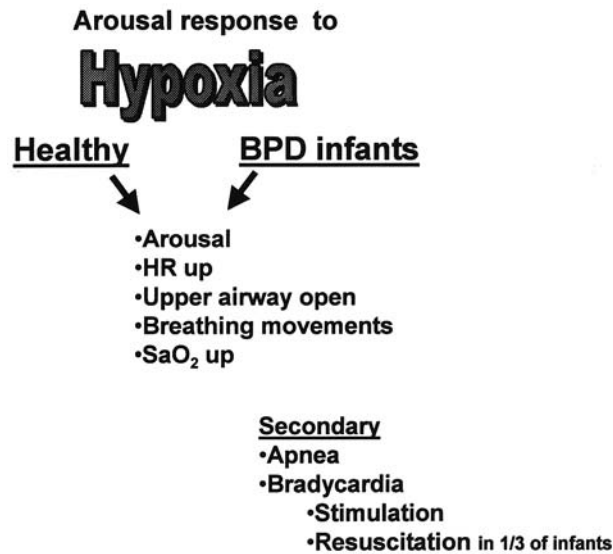 Arousal response to
Hypoxia
Healthy BPD infants
•Arousal
•HR up
•Upper airway open
•Breathing movements
•SaO₂ up
Secondary
•Apnea
•Bradycardia
•Stimulation
•Resuscitation in 1/3 of infants